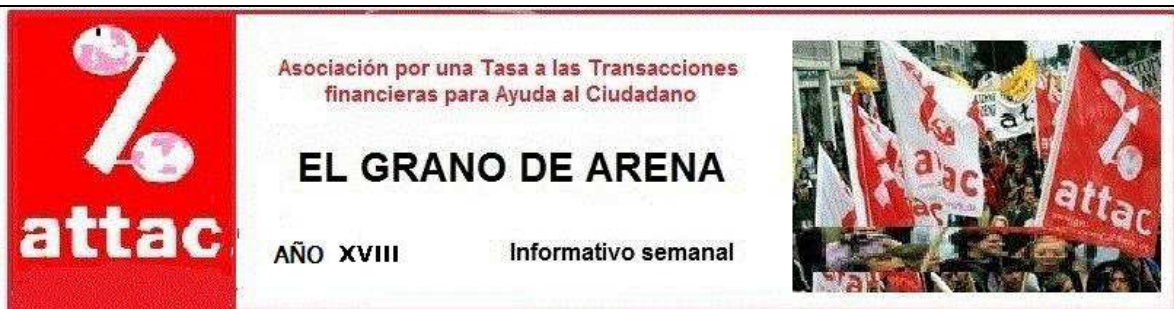 attac
Asociación por una Tasa a las Transacciones
financieras para Ayuda al Ciudadano
EL GRANO DE ARENA
AÑO XVIII Informativo semanal
attac
attac